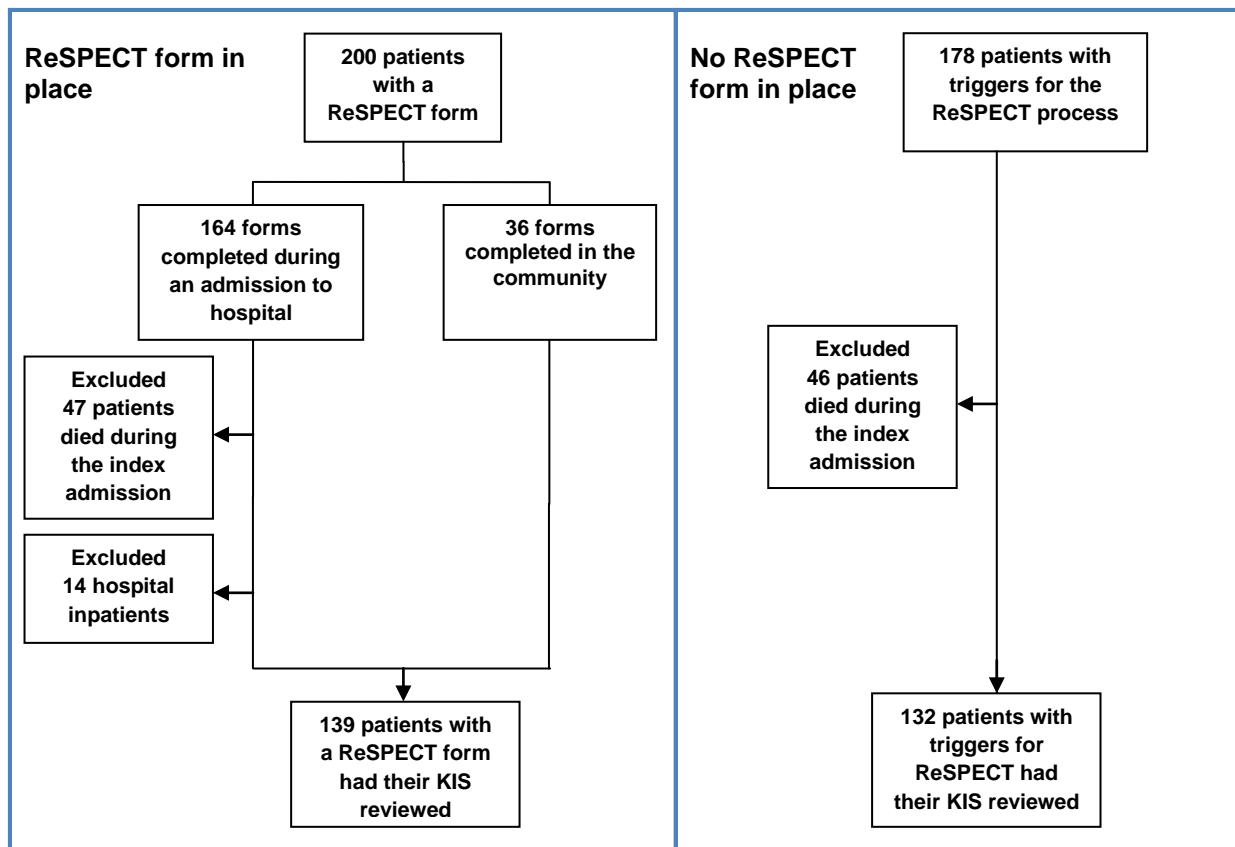 ReSPECT form in
place
200 patients
with a
ReSPECT form
164 forms
completed during
an admission to
hospital
36 forms
completed in the
community
Excluded
47 patients
died during
the index
admission
Excluded
14 hospital
inpatients
139 patients with
a ReSPECT form
had their KIS
reviewed
No ReSPECT
form in place
178 patients with
triggers for the
ReSPECT process
Excluded
46 patients
died during
the index
admission
132 patients with
triggers for
ReSPECT had
their KIS reviewed